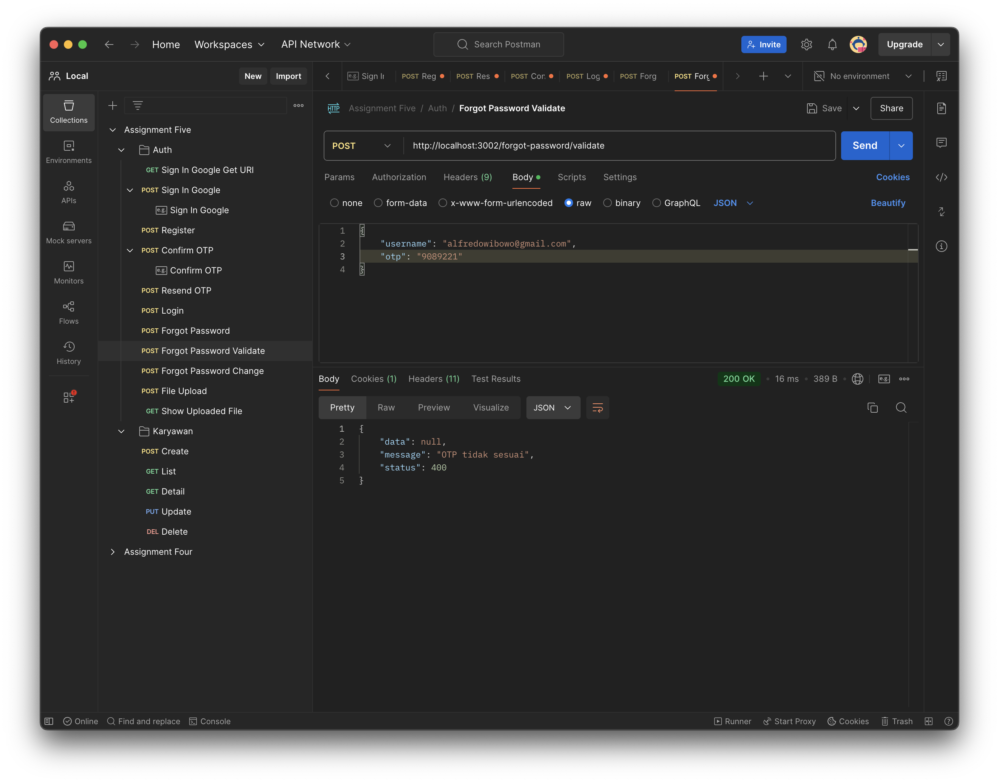 Home Workspaces API Network Search Postman Invite Upgrade
Local New Import
e.g. Sign In POST Reg POST Res POST Con POST Log POST Forg POST Forg No environment
Collections
Environments
APIs
Mock servers
Monitors
Flows
History
Assignment Five
Auth
GET Sign In Google Get URI
POST Sign In Google
e.g. Sign In Google
POST Register
POST Confirm OTP
e.g. Confirm OTP
POST Resend OTP
POST Login
POST Forgot Password
POST Forgot Password Validate
POST Forgot Password Change
POST File Upload
GET Show Uploaded File
Karyawan
POST Create
GET List
GET Detail
PUT Update
DEL Delete
Assignment Four
HTTP Assignment Five / Auth / Forgot Password Validate Save Share
POST http://localhost:3002/forgot-password/validate Send
Params Authorization Headers (9) Body Scripts Settings Cookies
none form-data x-www-form-urlencoded raw binary GraphQL JSON Beautify
1 {
2 "username": "alfredowibowo@gmail.com",
3 "otp": "9089221"
4 }
Body Cookies (1) Headers (11) Test Results 200 OK 16 ms 389 B e.g.
Pretty Raw Preview Visualize JSON
1 {
2 "data": null,
3 "message": "OTP tidak sesuai",
4 "status": 400
5 }
Online Find and replace Console Runner Start Proxy Cookies Trash